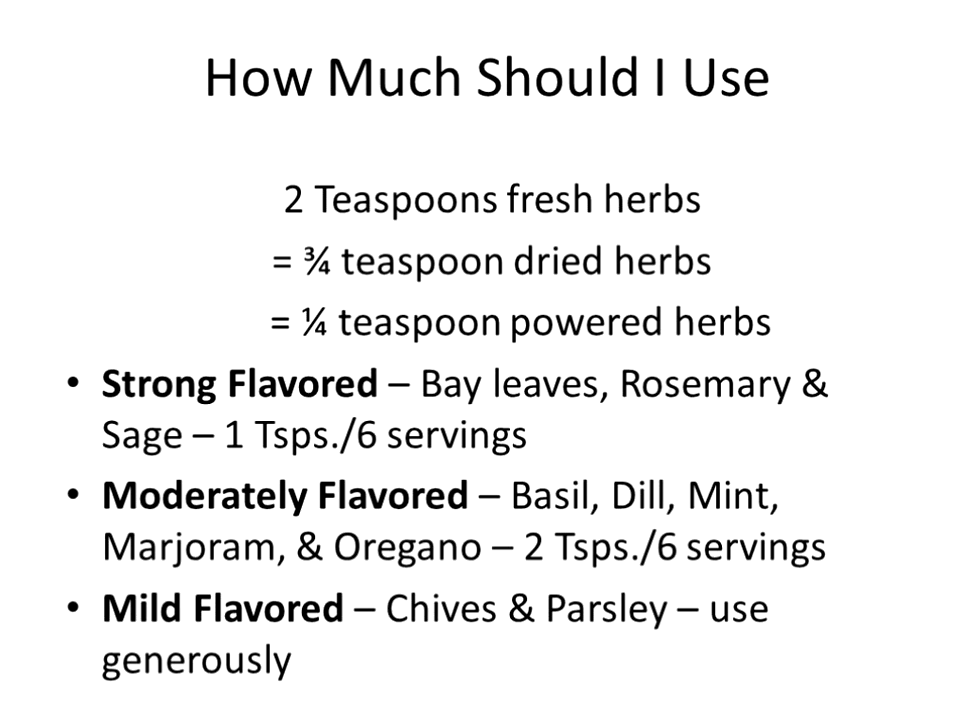 How Much Should I Use
2 Teaspoons fresh herbs
= ¾ teaspoon dried herbs
= ¼ teaspoon powered herbs
• Strong Flavored – Bay leaves, Rosemary &
Sage – 1 Tsps./6 servings
• Moderately Flavored – Basil, Dill, Mint,
Marjoram, & Oregano – 2 Tsps./6 servings
• Mild Flavored – Chives & Parsley – use
generously